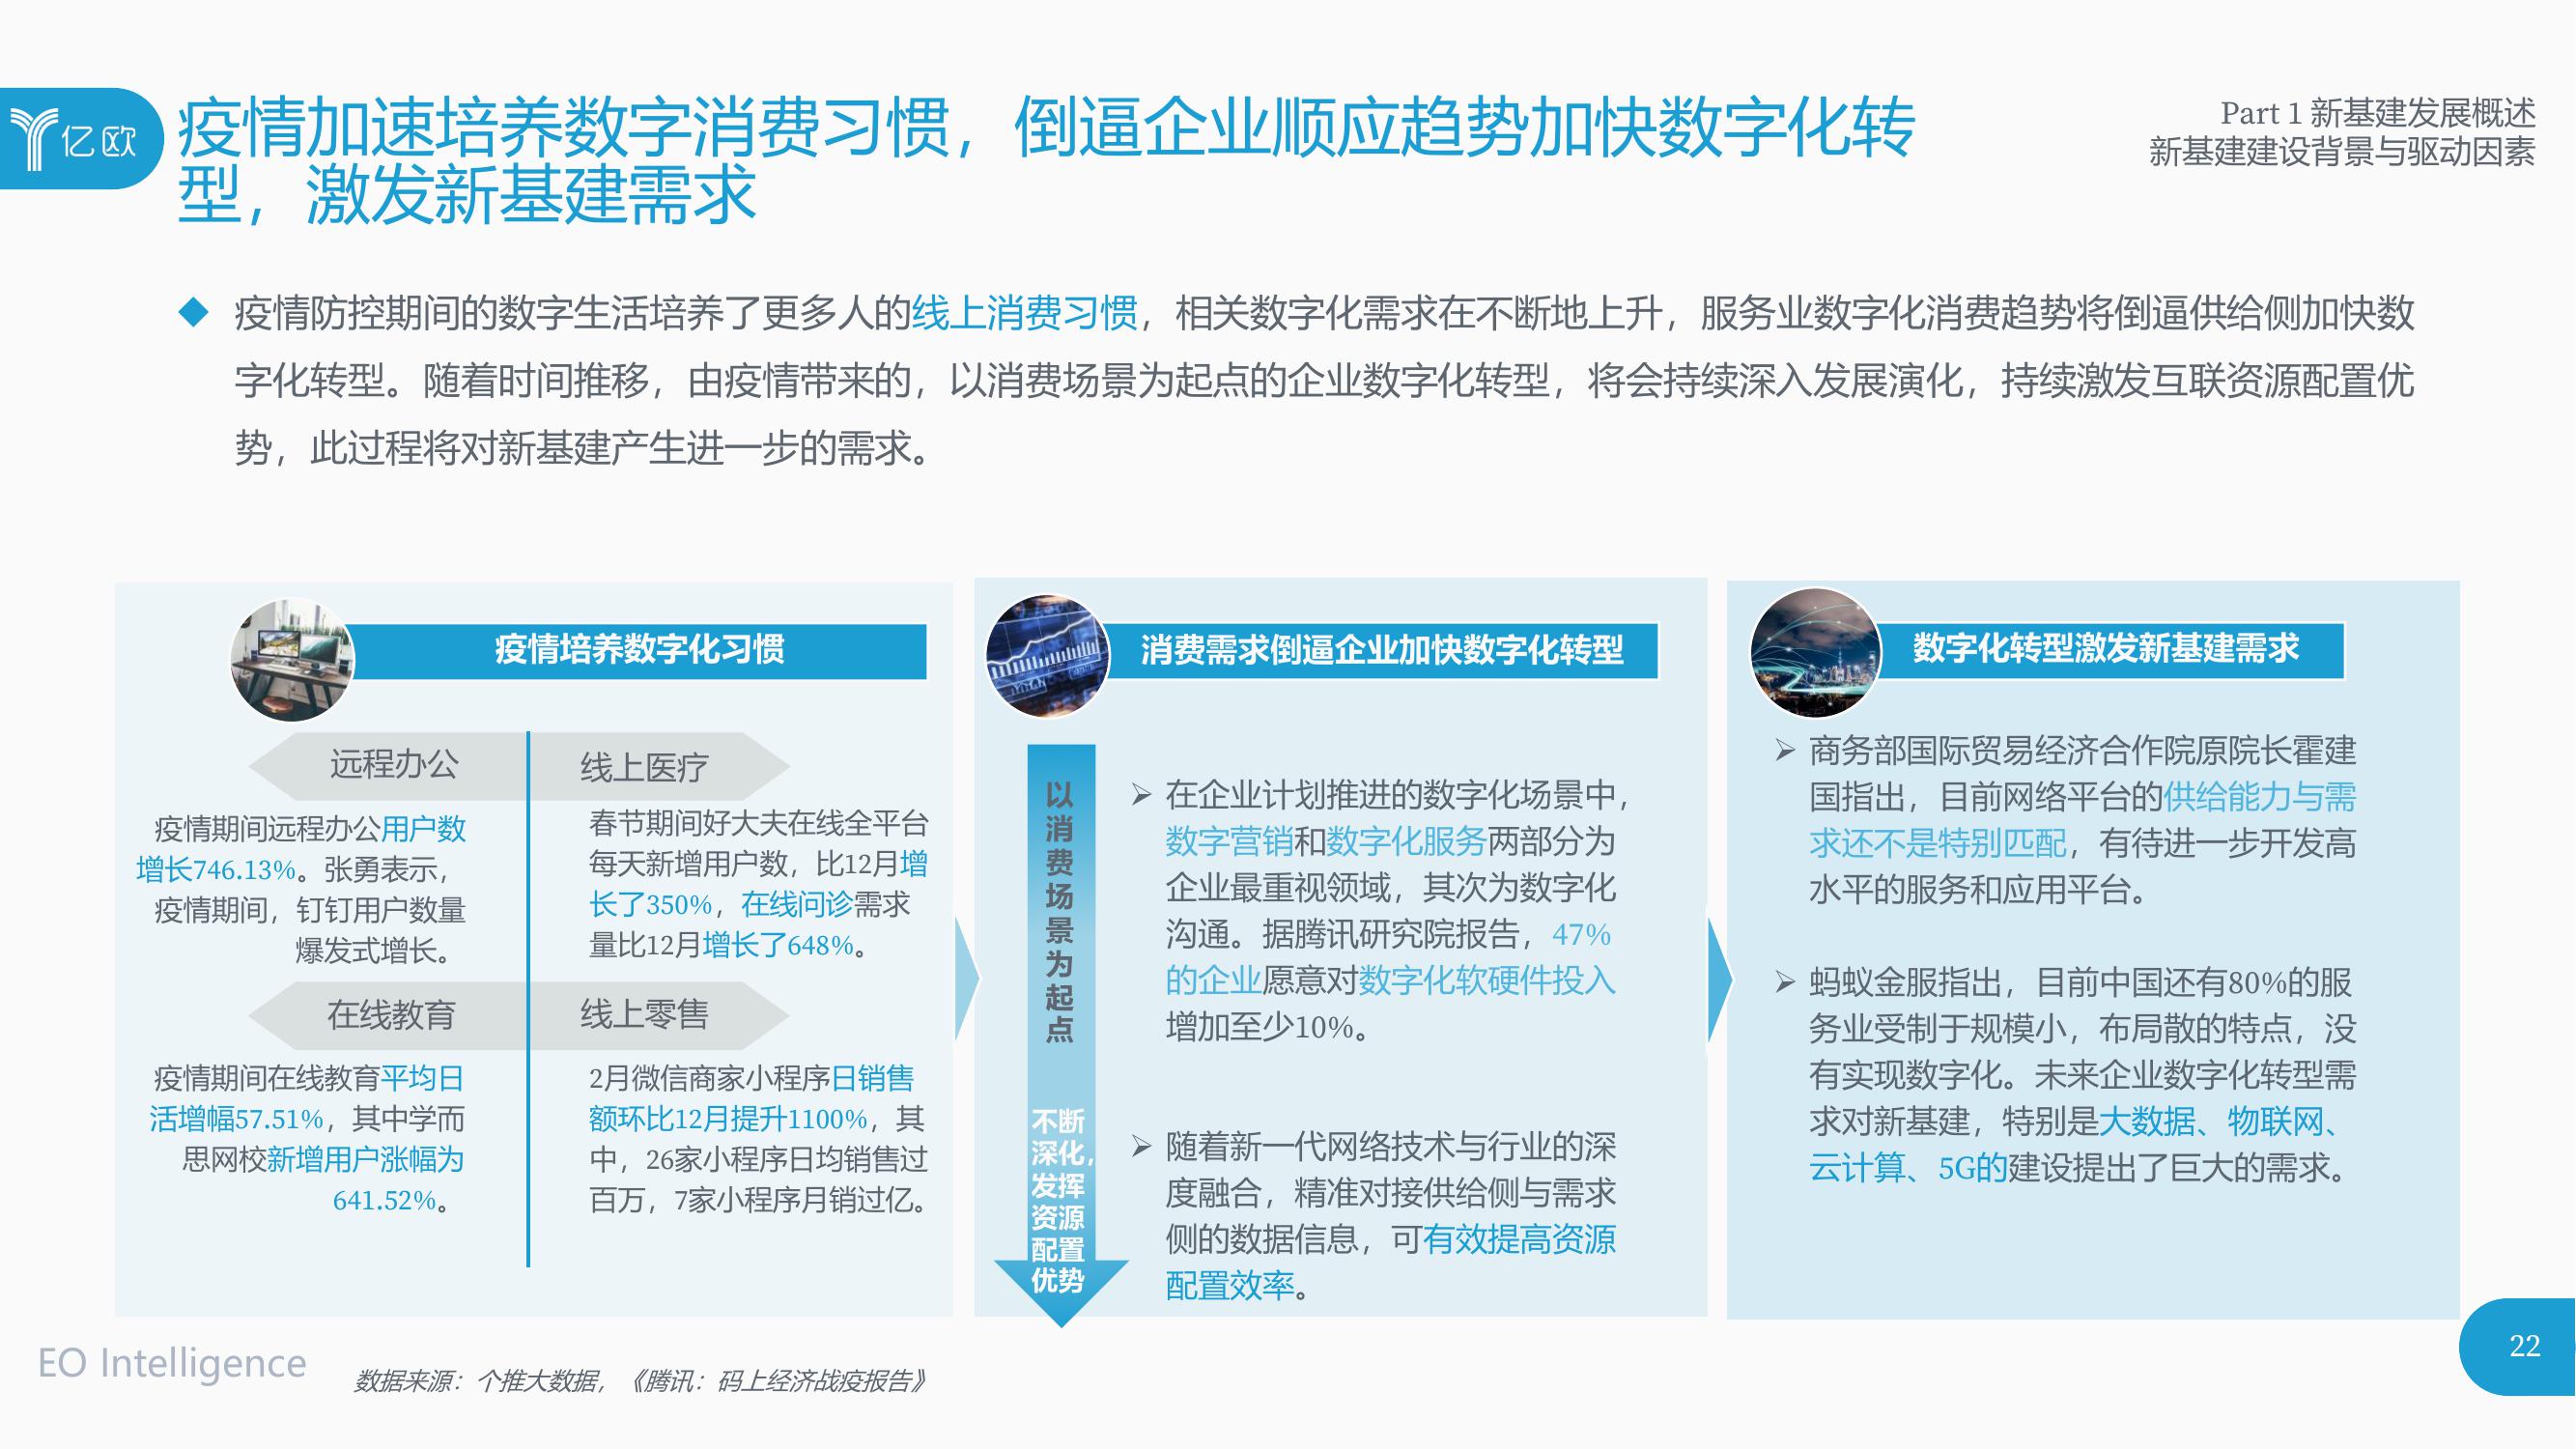 亿欧
疫情加速培养数字消费习惯，倒逼企业顺应趋势加快数字化转
型，激发新基建需求
Part 1 新基建发展概述
新基建建设背景与驱动因素
疫情防控期间的数字生活培养了更多人的线上消费习惯，相关数字化需求在不断地上升，服务业数字化消费趋势将倒逼供给侧加快数
字化转型。随着时间推移，由疫情带来的，以消费场景为起点的企业数字化转型，将会持续深入发展演化，持续激发互联资源配置优
势，此过程将对新基建产生进一步的需求。
疫情培养数字化习惯
远程办公
疫情期间远程办公用户数
增长746.13%。张勇表示，
疫情期间，钉钉用户数量
爆发式增长。
线上医疗
春节期间好大夫在线全平台
每天新增用户数，比12月增
长了350%，在线问诊需求
量比12月增长了648%。
在线教育
疫情期间在线教育平均日
活增幅57.51%，其中学而
思网校新增用户涨幅为
641.52%。
线上零售
2月微信商家小程序日销售
额环比12月提升1100%，其
中，26家小程序日均销售过
百万，7家小程序月销过亿。
消费需求倒逼企业加快数字化转型
以
消
费
场
景
为
起
点
不断
深化，
发挥
资源
配置
优势
在企业计划推进的数字化场景中，
数字营销和数字化服务两部分为
企业最重视领域，其次为数字化
沟通。据腾讯研究院报告，47%
的企业愿意对数字化软硬件投入
增加至少10%。
随着新一代网络技术与行业的深
度融合，精准对接供给侧与需求
侧的数据信息，可有效提高资源
配置效率。
数字化转型激发新基建需求
商务部国际贸易经济合作院原院长霍建
国指出，目前网络平台的供给能力与需
求还不是特别匹配，有待进一步开发高
水平的服务和应用平台。
蚂蚁金服指出，目前中国还有80%的服
务业受制于规模小，布局散的特点，没
有实现数字化。未来企业数字化转型需
求对新基建，特别是大数据、物联网、
云计算、5G的建设提出了巨大的需求。
EO Intelligence
数据来源：个推大数据，《腾讯：码上经济战疫报告》
22